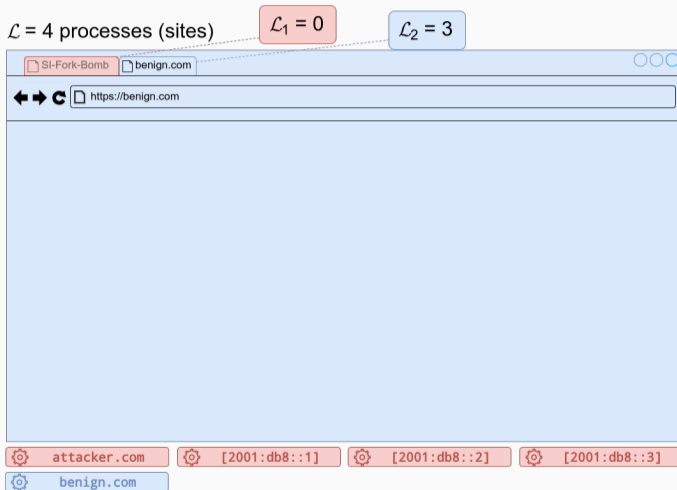 ℒ = 4 processes (sites)
ℒ₁ = 0
ℒ₂ = 3
SI-Fork-Bomb
benign.com
https://benign.com
attacker.com
[2001:db8::1]
[2001:db8::2]
[2001:db8::3]
benign.com